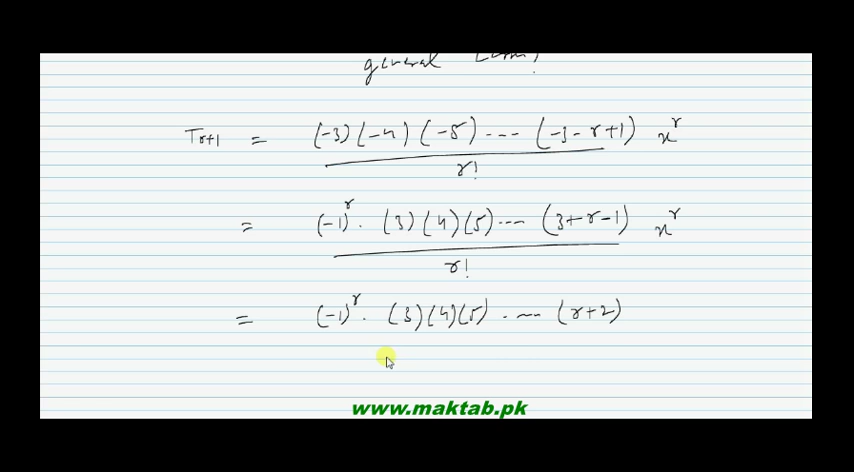 general term!
Tr+1 = (-3)(-4)(-5)---(-3-r+1) x^r
r!
= (-1)^r . (3)(4)(5)---(3+r-1) x^r
r!
= (-1)^r . (3)(4)(5) ---- (r+2)
www.maktab.pk